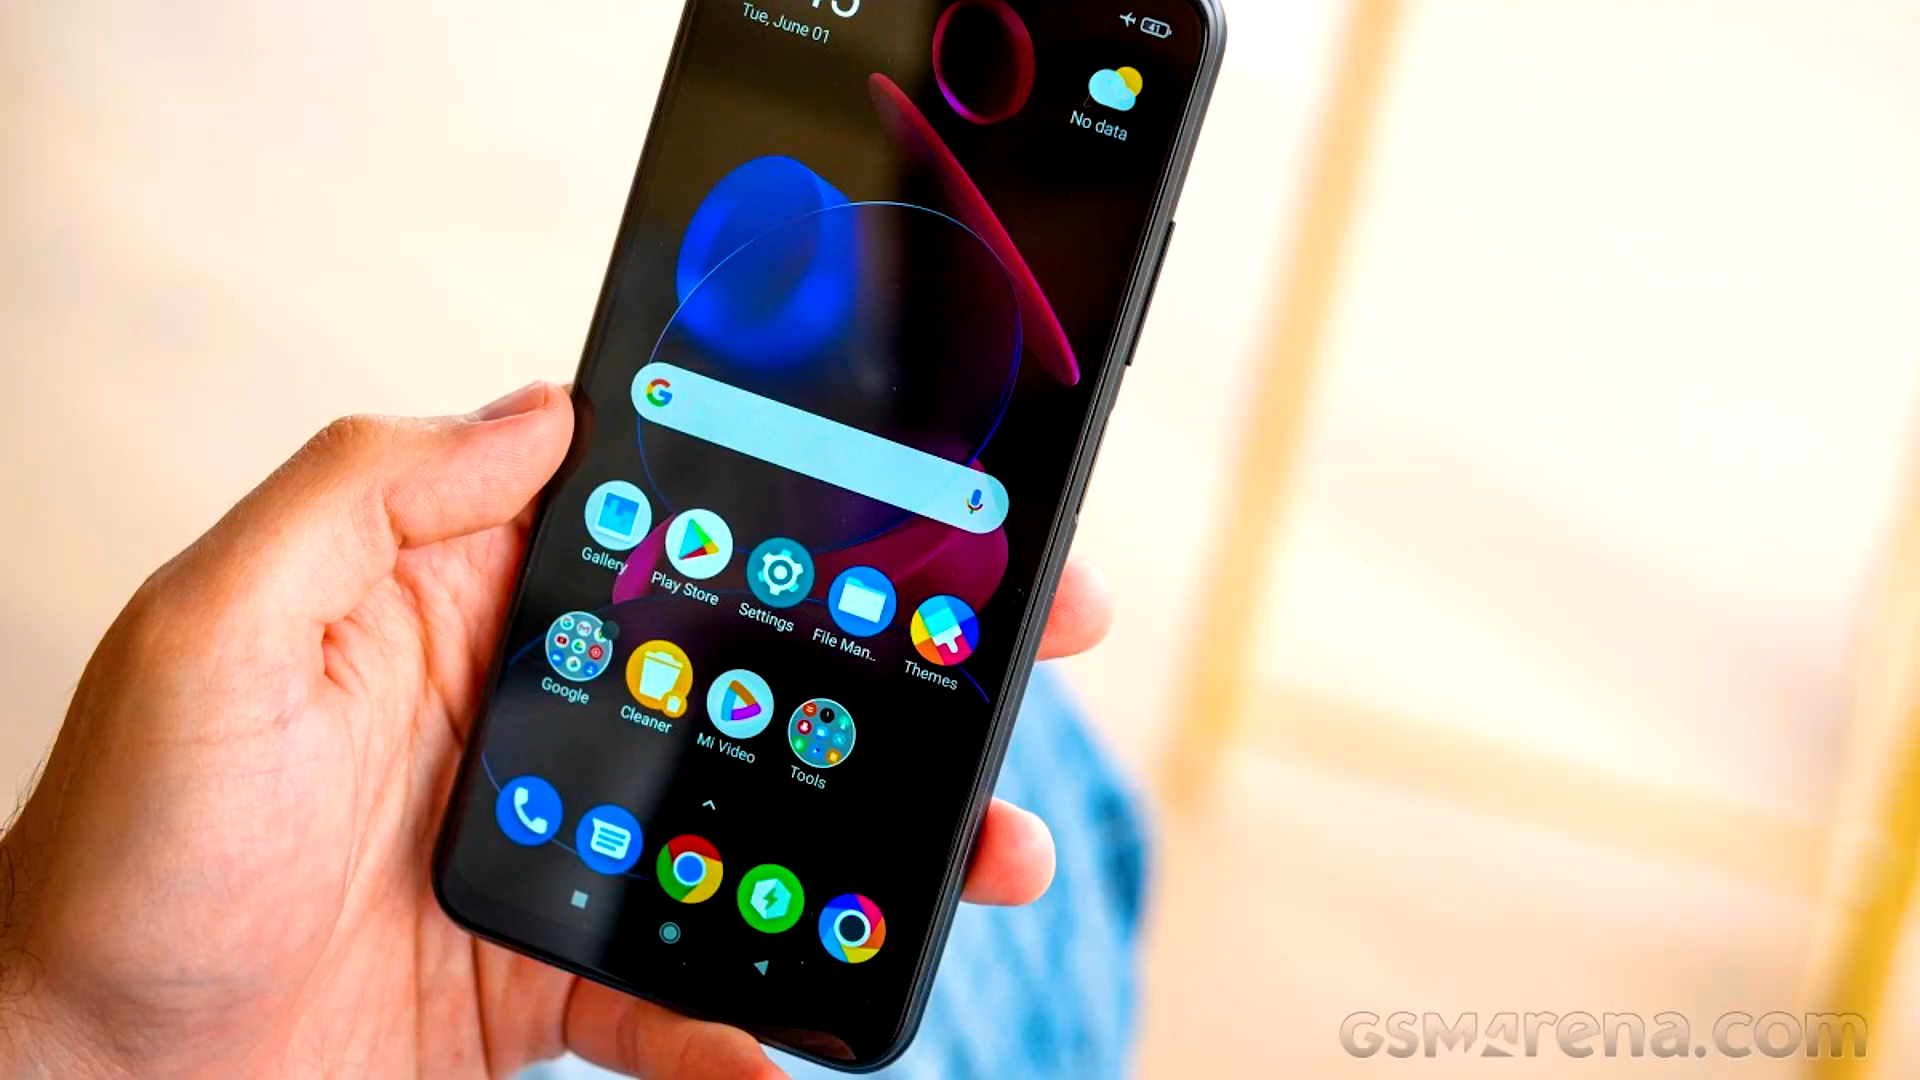 Tue, June 01
41
No data
G
Gallery
Play Store
Settings
File Man..
Themes
Google
Cleaner
Mi Video
Tools
GSMArena.com